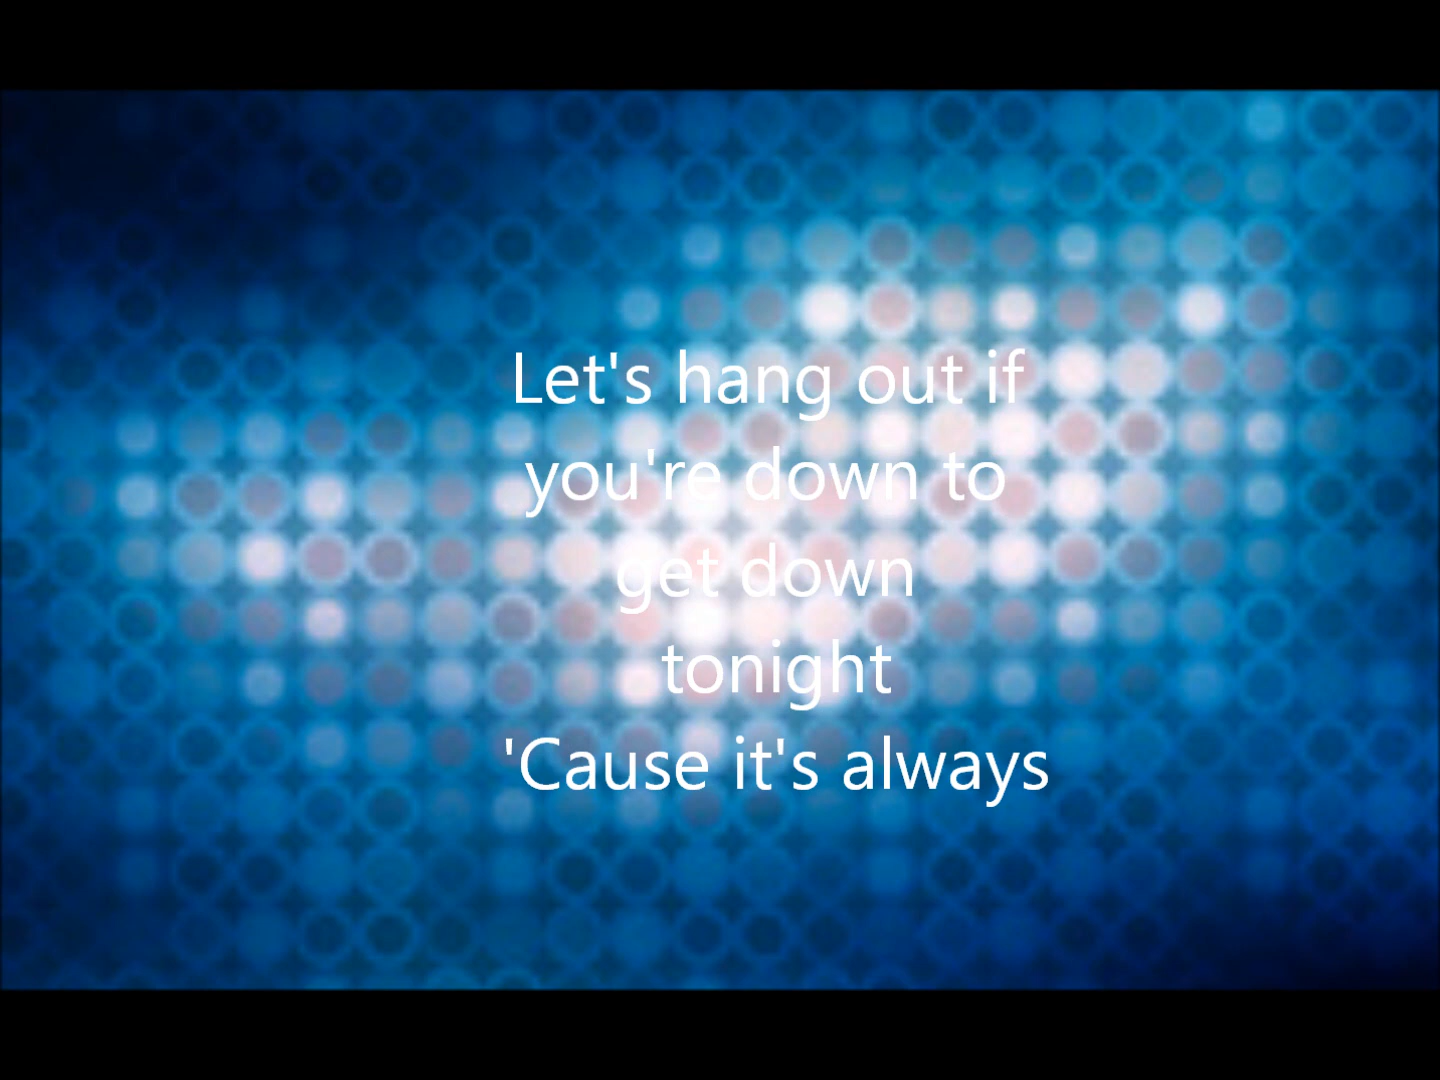 Let's hang out if
you're down to
get down
tonight
'Cause it's always